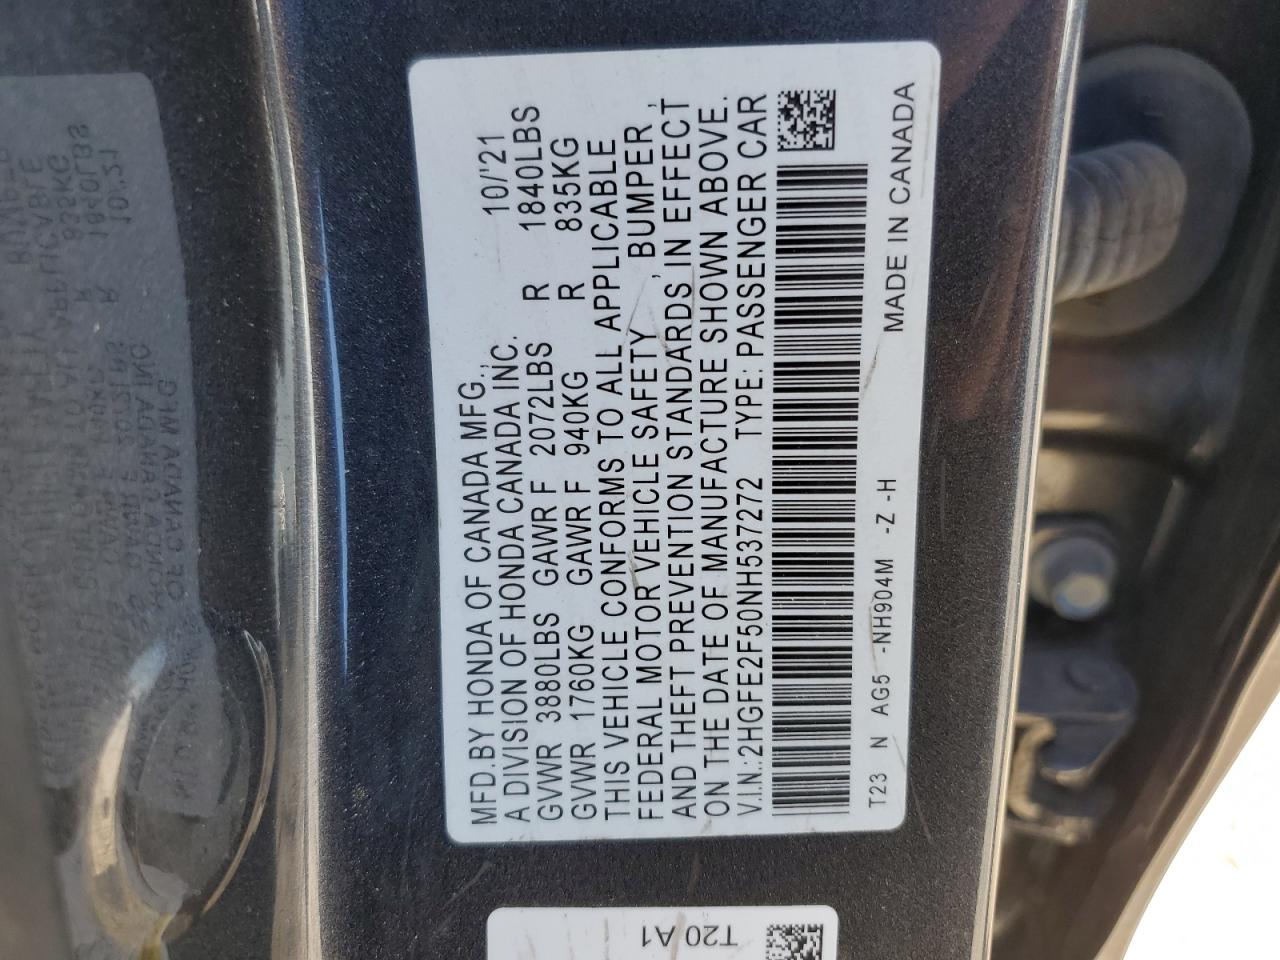 MFD.BY HONDA OF CANADA MFG., 10/'21
A DIVISION OF HONDA CANADA INC.
GVWR 3880LBS GAWR F 2072LBS R 1840LBS
GVWR 1760KG GAWR F 940KG R 835KG
THIS VEHICLE CONFORMS TO ALL APPLICABLE
FEDERAL MOTOR VEHICLE SAFETY , BUMPER ,
AND THEFT PREVENTION STANDARDS IN EFFECT
ON THE DATE OF MANUFACTURE SHOWN ABOVE.
V.I.N.:2HGFE2F50NH537272 TYPE:PASSENGER CAR
T23 N AG5 -NH904M -Z -H
MADE IN CANADA
T20 A1